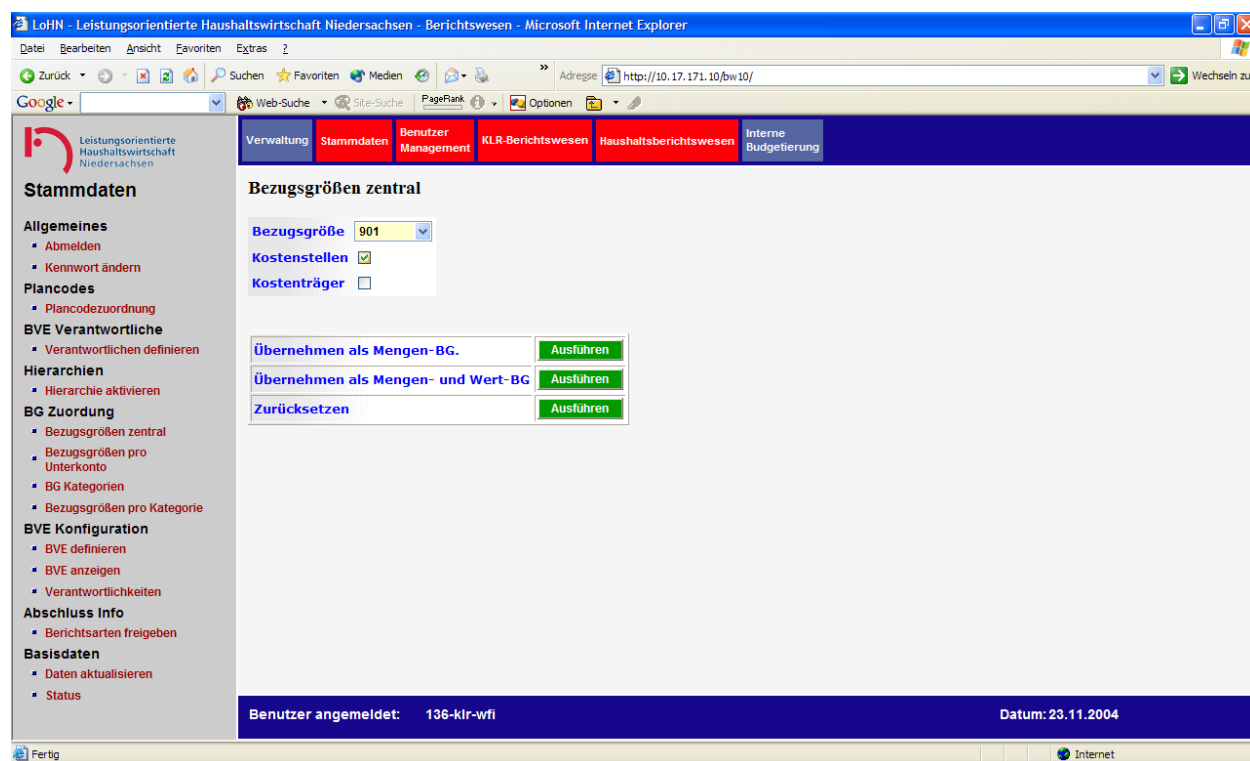 LoHN - Leistungsorientierte Haushaltswirtschaft Niedersachsen - Berichtswesen - Microsoft Internet Explorer
Datei Bearbeiten Ansicht Favoriten Extras ?
Zurück Suchen Favoriten Medien » Adresse http://10.17.171.10/bw10/ Wechseln zu
Google Web-Suche Site-Suche PageRank Optionen
Leistungsorientierte
Haushaltswirtschaft
Niedersachsen
Verwaltung Stammdaten Benutzer Management KLR-Berichtswesen Haushaltsberichtswesen Interne Budgetierung
Stammdaten
Allgemeines
Abmelden
Kennwort ändern
Plancodes
Plancodezuordnung
BVE Verantwortliche
Verantwortlichen definieren
Hierarchien
Hierarchie aktivieren
BG Zuordung
Bezugsgrößen zentral
Bezugsgrößen pro
Unterkonto
BG Kategorien
Bezugsgrößen pro Kategorie
BVE Konfiguration
BVE definieren
BVE anzeigen
Verantwortlichkeiten
Abschluss Info
Berichtsarten freigeben
Basisdaten
Daten aktualisieren
Status
Bezugsgrößen zentral
Bezugsgröße 901
Kostenstellen
Kostenträger
Übernehmen als Mengen-BG. Ausführen
Übernehmen als Mengen- und Wert-BG Ausführen
Zurücksetzen Ausführen
Benutzer angemeldet: 136-klr-wfi Datum: 23.11.2004
Fertig Internet